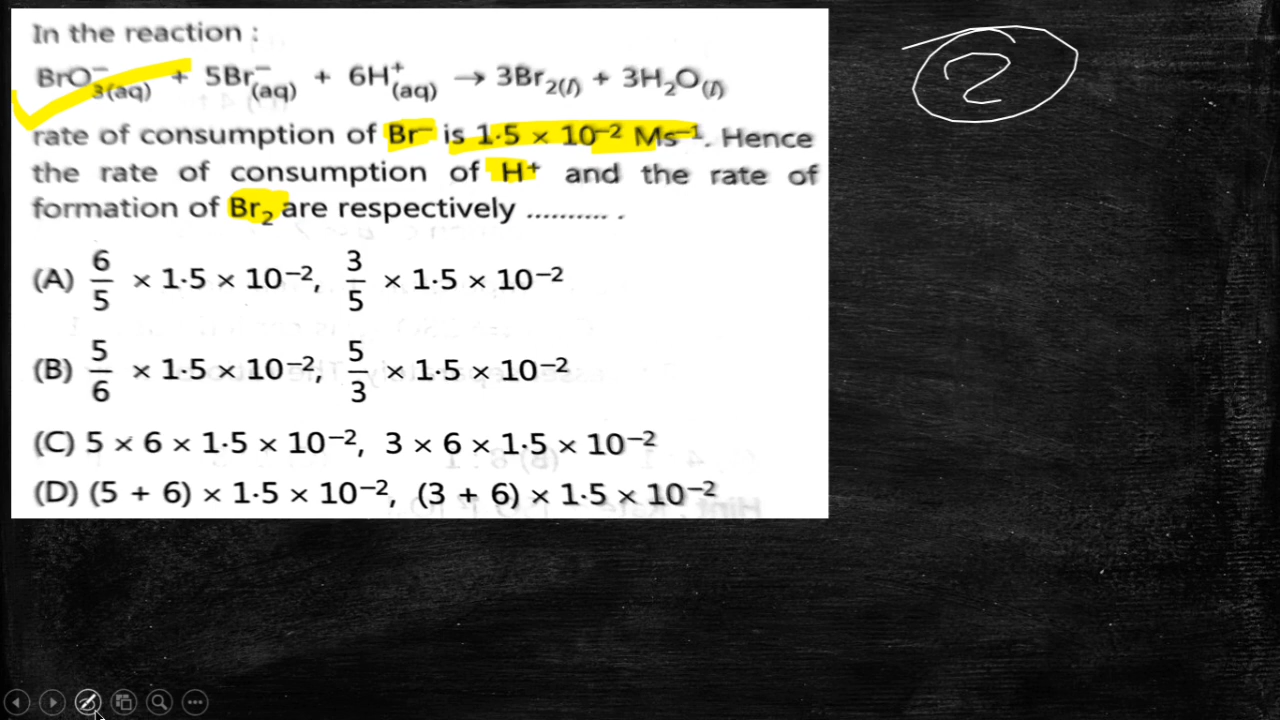 In the reaction :
BrO₃⁻(aq) + 5Br⁻(aq) + 6H⁺(aq) → 3Br₂(l) + 3H₂O(l)
rate of consumption of Br⁻ is 1·5 × 10⁻² Ms⁻¹. Hence
the rate of consumption of H⁺ and the rate of
formation of Br₂ are respectively .......... .
(A) 6/5 × 1·5 × 10⁻², 3/5 × 1·5 × 10⁻²
(B) 5/6 × 1·5 × 10⁻², 5/3 × 1·5 × 10⁻²
(C) 5 × 6 × 1·5 × 10⁻², 3 × 6 × 1·5 × 10⁻²
(D) (5 + 6) × 1·5 × 10⁻², (3 + 6) × 1·5 × 10⁻²
2